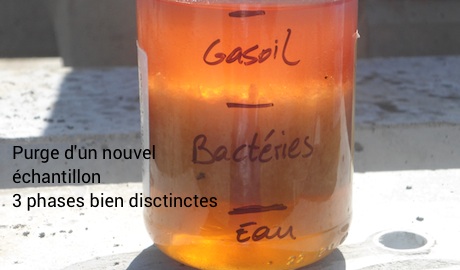 Gasoil
Bactéries
Purge d'un nouvel
échantillon
3 phases bien disctinctes
Eau